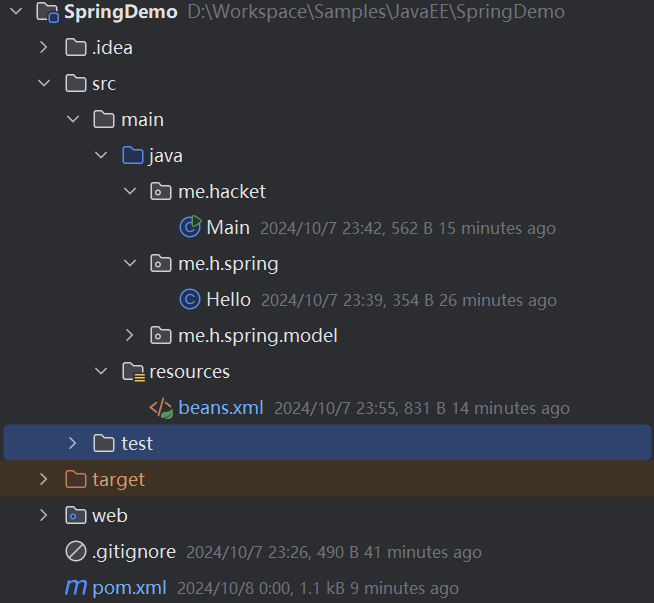 SpringDemo D:\Workspace\Samples\JavaEE\SpringDemo
.idea
src
main
java
me.hacket
Main 2024/10/7 23:42, 562 B 15 minutes ago
me.h.spring
Hello 2024/10/7 23:39, 354 B 26 minutes ago
me.h.spring.model
resources
beans.xml 2024/10/7 23:55, 831 B 14 minutes ago
test
target
web
.gitignore 2024/10/7 23:26, 490 B 41 minutes ago
pom.xml 2024/10/8 0:00, 1.1 kB 9 minutes ago